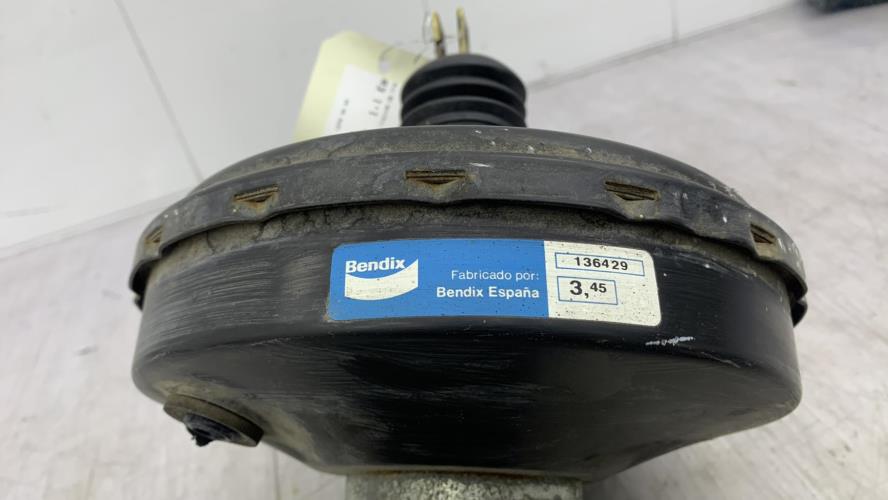 Bendix
Fabricado por:
Bendix España
136429
3,45